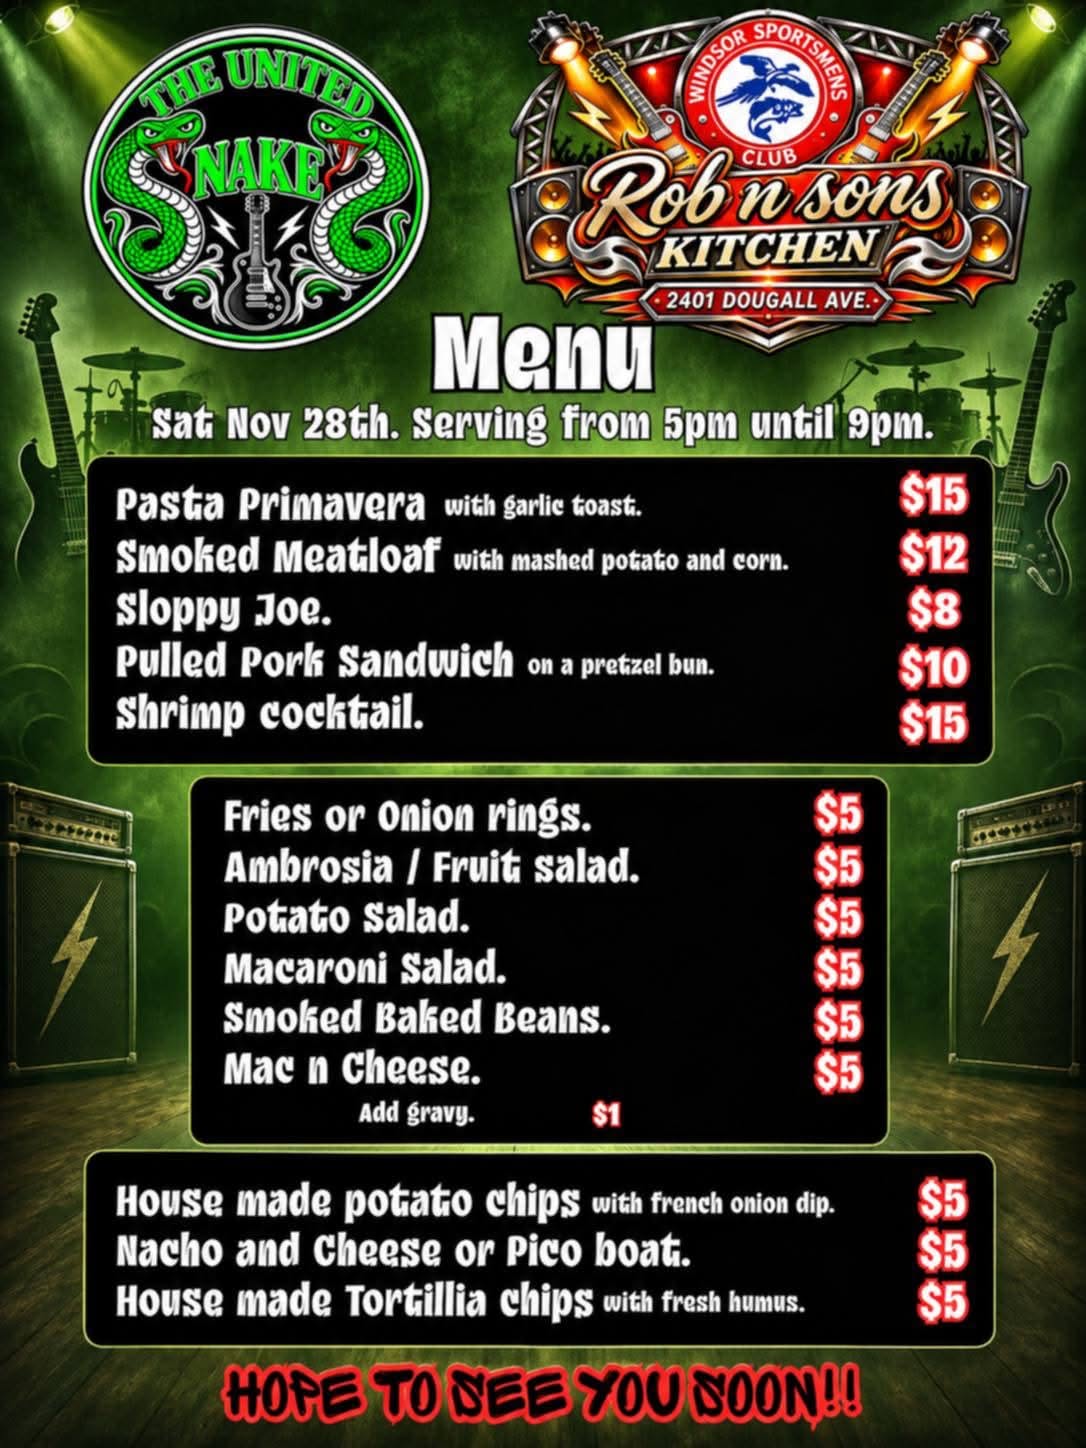 THE UNITED
SNAKES
WINDSOR SPORTSMENS
CLUB
Rob n sons
KITCHEN
2401 DOUGALL AVE.
Menu
Sat Nov 28th. Serving from 5pm until 9pm.
Pasta Primavera with garlic toast. $15
Smoked Meatloaf with mashed potato and corn. $12
Sloppy Joe. $8
Pulled Pork Sandwich on a pretzel bun. $10
Shrimp cocktail. $15
Fries or Onion rings. $5
Ambrosia / Fruit salad. $5
Potato Salad. $5
Macaroni Salad. $5
Smoked Baked Beans. $5
Mac n Cheese. $5
Add gravy. $1
House made potato chips with french onion dip. $5
Nacho and Cheese or Pico boat. $5
House made Tortillia chips with fresh humus. $5
HOPE TO SEE YOU SOON!!